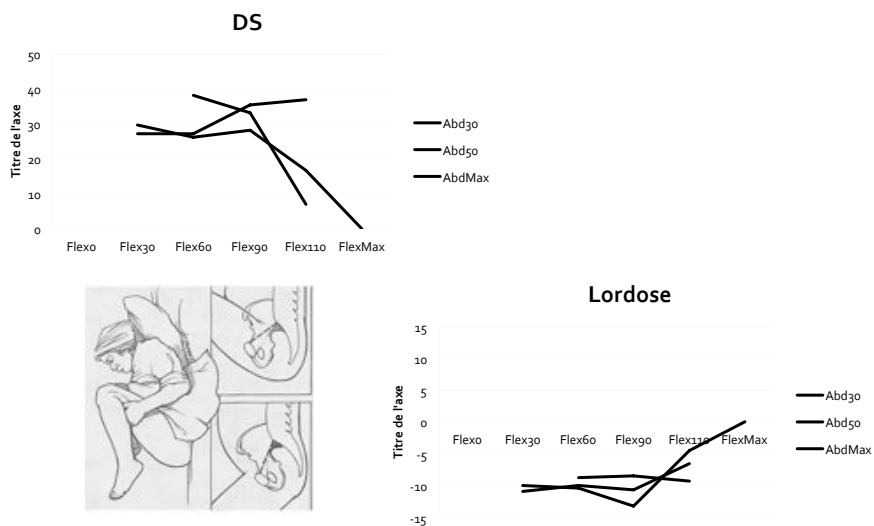 DS
50
40
30
20
10
0
Titre de l'axe
Flex0 Flex30 Flex60 Flex90 Flex110 FlexMax
Abd30
Abd50
AbdMax
Lordose
15
10
5
0
-5
-10
-15
Titre de l'axe
Flex0 Flex30 Flex60 Flex90 Flex110 FlexMax
Abd30
Abd50
AbdMax